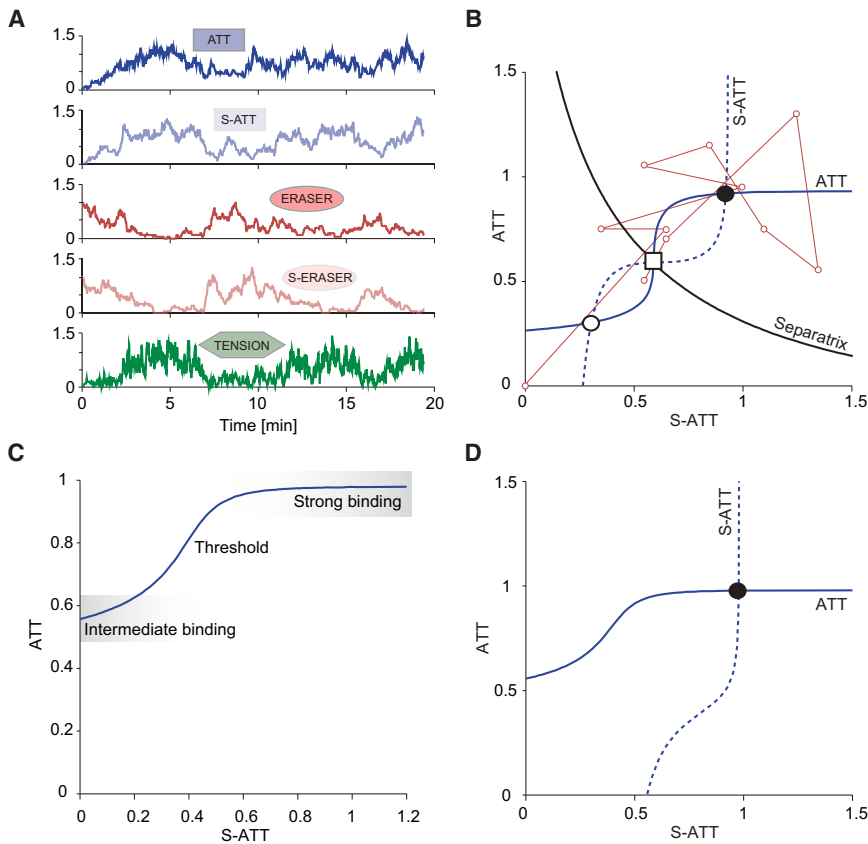 A
1.5
0
ATT
1.5
0
S-ATT
1.5
0
ERASER
1.5
0
S-ERASER
1.5
0
TENSION
0 5 10 15 20
Time [min]
B
1.5
1
0.5
0
ATT
S-ATT
ATT
Separatrix
0 0.5 1 1.5
S-ATT
C
1
0.8
0.6
0.4
0.2
0
ATT
Strong binding
Threshold
Intermediate binding
0 0.2 0.4 0.6 0.8 1.0 1.2
S-ATT
D
1.5
1
0.5
0
ATT
S-ATT
ATT
0 0.5 1 1.5
S-ATT